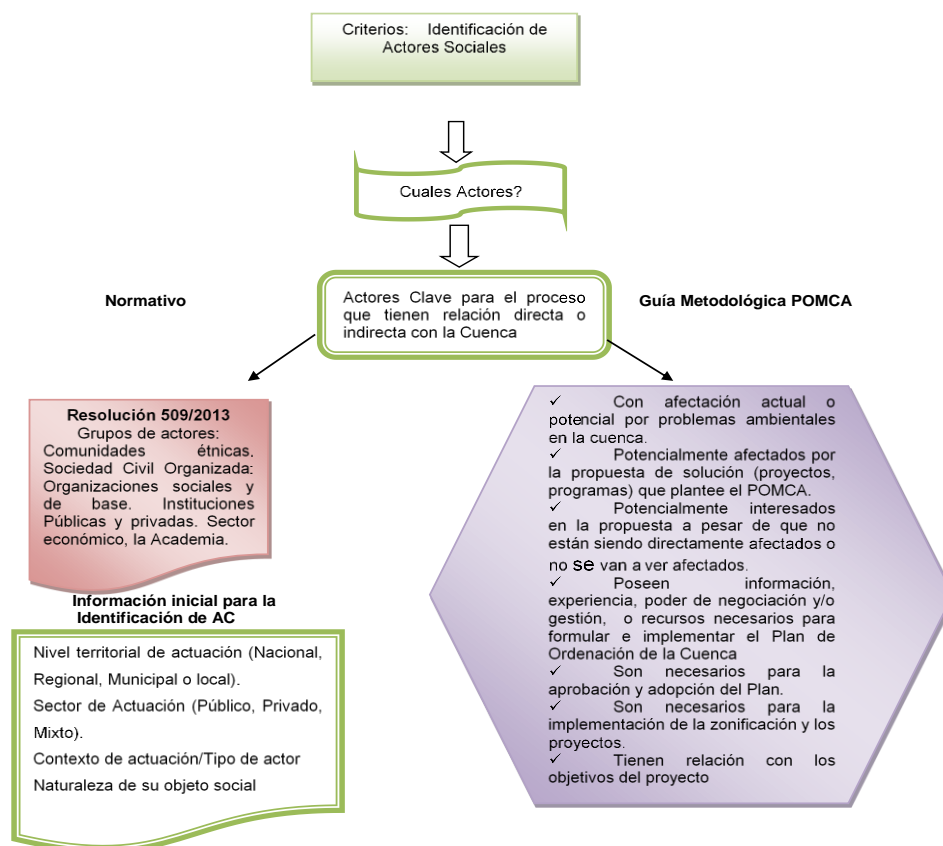 Criterios: Identificación de
Actores Sociales
Cuales Actores?
Normativo
Actores Clave para el proceso
que tienen relación directa o
indirecta con la Cuenca
Guía Metodológica POMCA
Resolución 509/2013
Grupos de actores:
Comunidades étnicas.
Sociedad Civil Organizada:
Organizaciones sociales y
de base. Instituciones
Públicas y privadas. Sector
económico, la Academia.
Información inicial para la
Identificación de AC
Nivel territorial de actuación (Nacional,
Regional, Municipal o local).
Sector de Actuación (Público, Privado,
Mixto).
Contexto de actuación/Tipo de actor
Naturaleza de su objeto social
✓ Con afectación actual o
potencial por problemas ambientales
en la cuenca.
✓ Potencialmente afectados por
la propuesta de solución (proyectos,
programas) que plantee el POMCA.
✓ Potencialmente interesados
en la propuesta a pesar de que no
están siendo directamente afectados o
no se van a ver afectados.
✓ Poseen información,
experiencia, poder de negociación y/o
gestión, o recursos necesarios para
formular e implementar el Plan de
Ordenación de la Cuenca
✓ Son necesarios para la
aprobación y adopción del Plan.
✓ Son necesarios para la
implementación de la zonificación y los
proyectos.
✓ Tienen relación con los
objetivos del proyecto